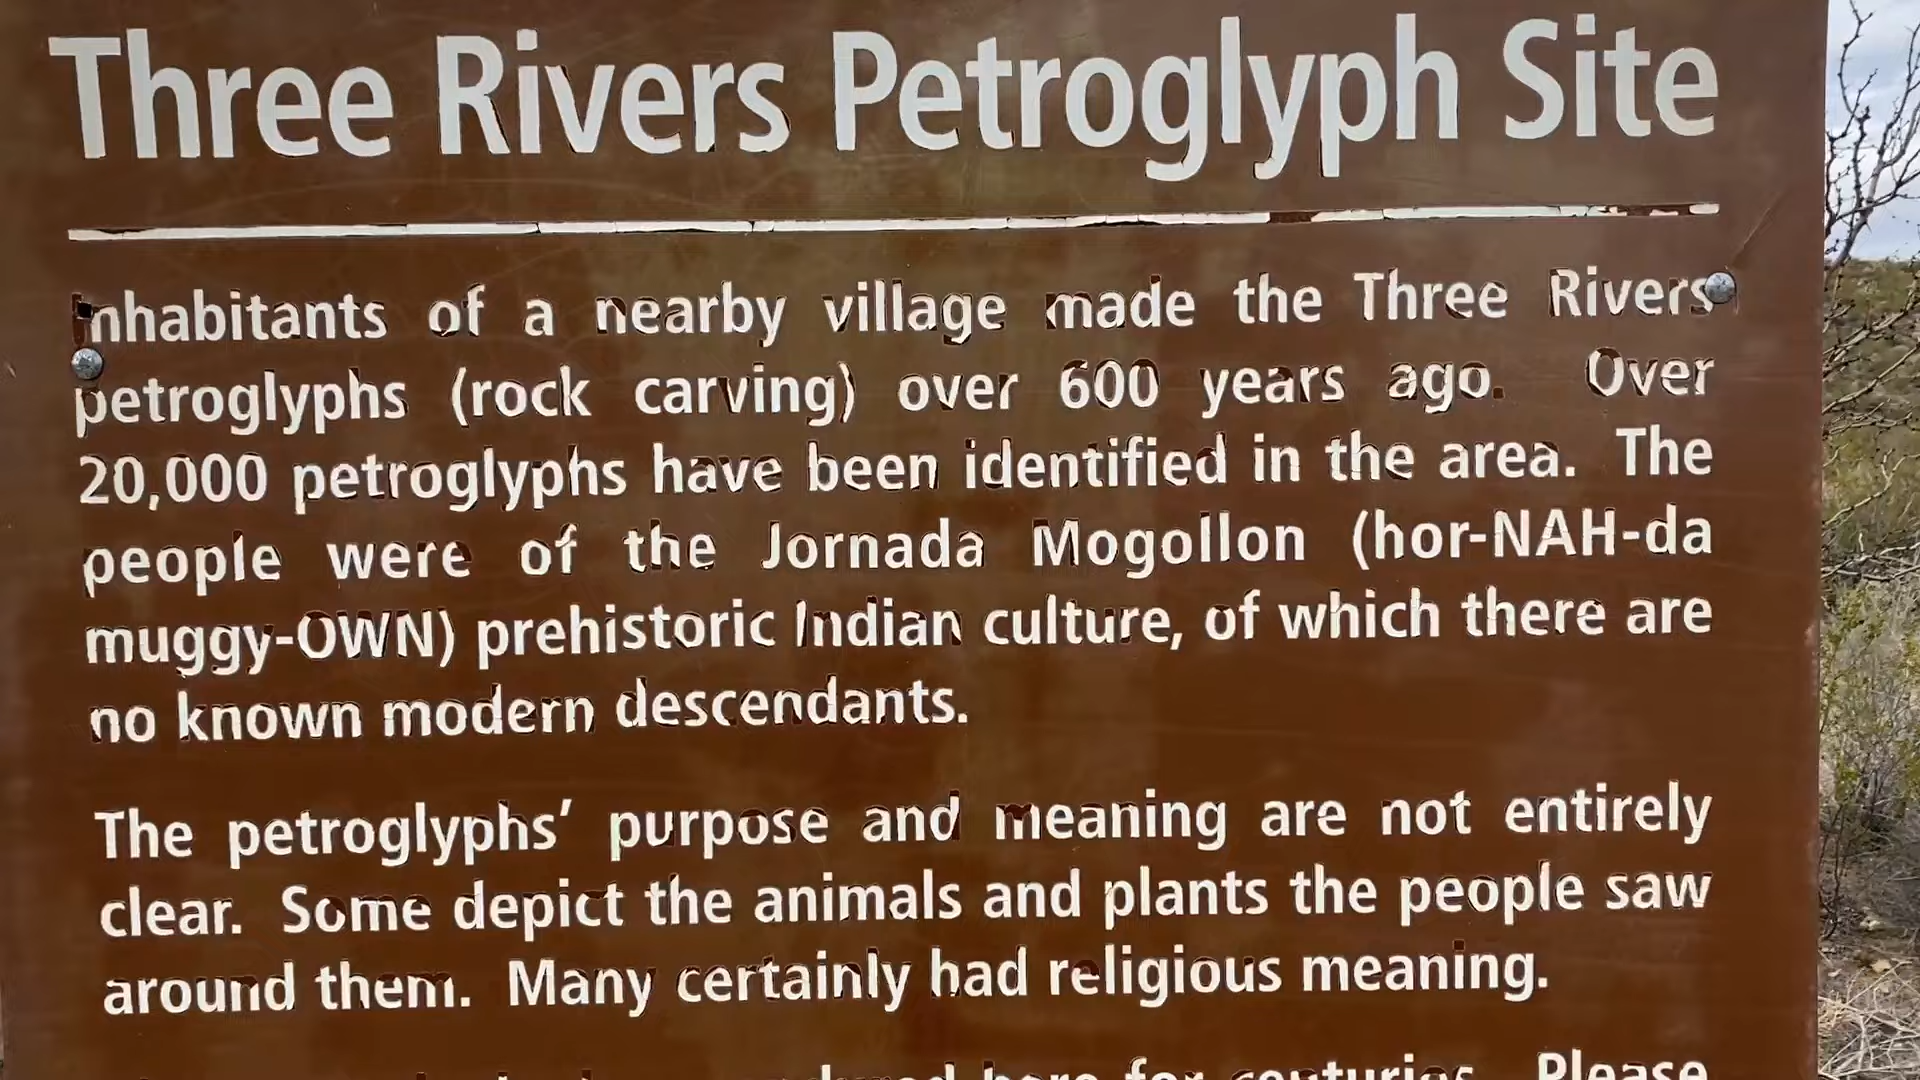 Three Rivers Petroglyph Site
Inhabitants of a nearby village made the Three Rivers
petroglyphs (rock carving) over 600 years ago. Over
20,000 petroglyphs have been identified in the area. The
people were of the Jornada Mogollon (hor-NAH-da
muggy-OWN) prehistoric Indian culture, of which there are
no known modern descendants.
The petroglyphs’ purpose and meaning are not entirely
clear. Some depict the animals and plants the people saw
around them. Many certainly had religious meaning.
here for centuries. Please